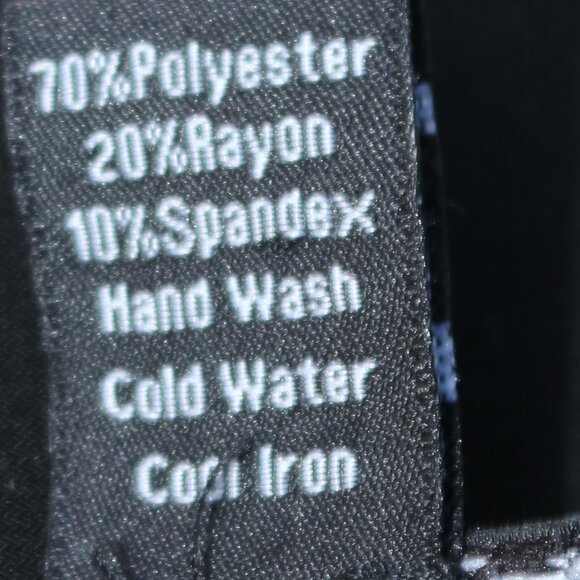 70%Polyester
20%Rayon
10%Spandex
Hand Wash
Cold Water
Cool Iron